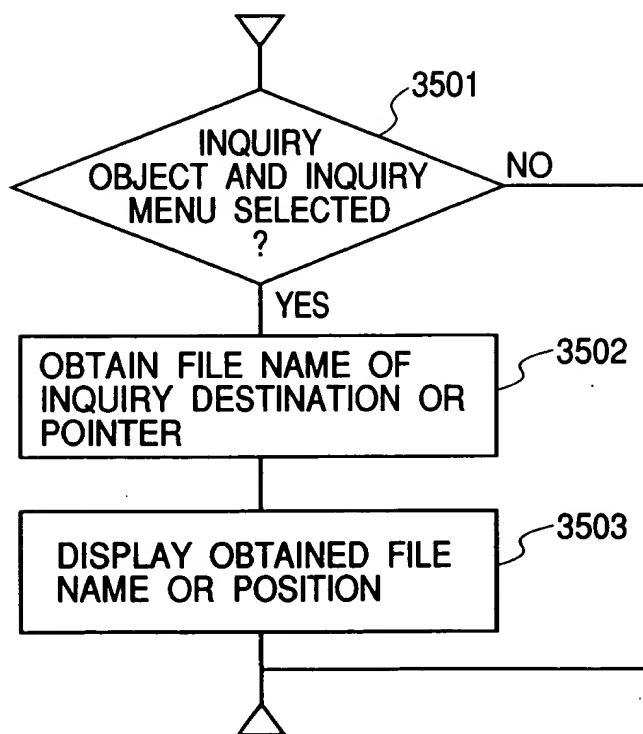 3501
INQUIRY
OBJECT AND INQUIRY
MENU SELECTED
?
NO
YES
OBTAIN FILE NAME OF
INQUIRY DESTINATION OR
POINTER
3502
DISPLAY OBTAINED FILE
NAME OR POSITION
3503